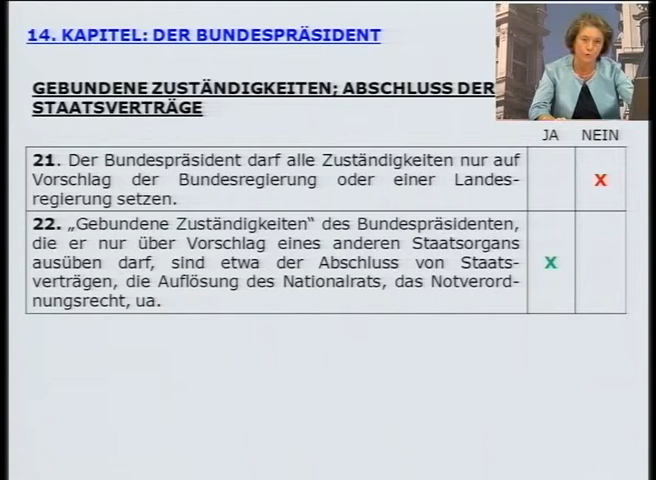 14. KAPITEL: DER BUNDESPRÄSIDENT
GEBUNDENE ZUSTÄNDIGKEITEN; ABSCHLUSS DER
STAATSVERTRÄGE
JA NEIN
21. Der Bundespräsident darf alle Zuständigkeiten nur auf
Vorschlag der Bundesregierung oder einer Landes-
regierung setzen.
X
22. „Gebundene Zuständigkeiten“ des Bundespräsidenten,
die er nur über Vorschlag eines anderen Staatsorgans
ausüben darf, sind etwa der Abschluss von Staats-
verträgen, die Auflösung des Nationalrats, das Notverord-
nungsrecht, ua.
X